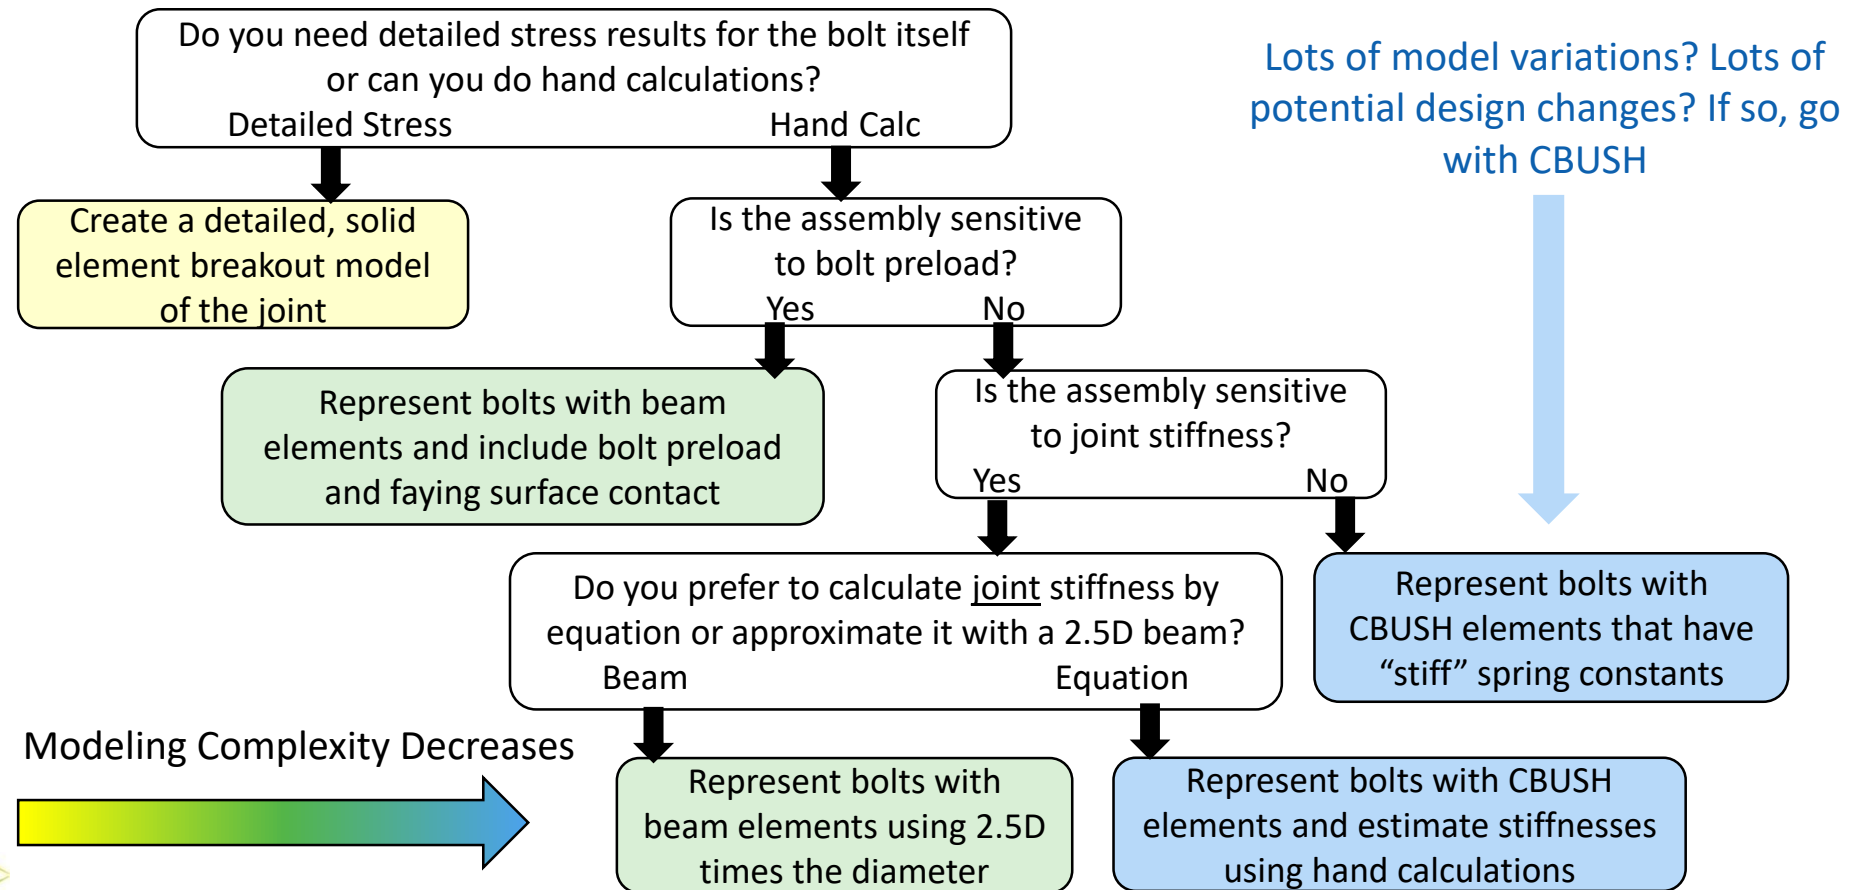 Do you need detailed stress results for the bolt itself
or can you do hand calculations?
Detailed Stress
Hand Calc
Lots of model variations? Lots of
potential design changes? If so, go
with CBUSH
Create a detailed, solid
element breakout model
of the joint
Is the assembly sensitive
to bolt preload?
Yes
No
Represent bolts with beam
elements and include bolt preload
and faying surface contact
Is the assembly sensitive
to joint stiffness?
Yes
No
Do you prefer to calculate joint stiffness by
equation or approximate it with a 2.5D beam?
Beam
Equation
Represent bolts with
CBUSH elements that have
“stiff” spring constants
Modeling Complexity Decreases
Represent bolts with
beam elements using 2.5D
times the diameter
Represent bolts with CBUSH
elements and estimate stiffnesses
using hand calculations